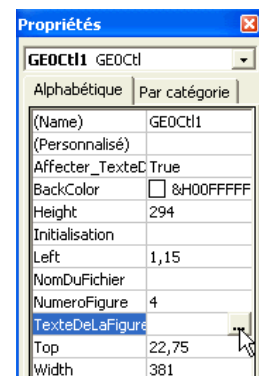 Propriétés
GEOCtl1 GEOCtl
Alphabétique Par catégorie
(Name) GEOCtl1
(Personnalisé)
Affecter_TexteD True
BackColor &H00FFFFF
Height 294
Initialisation
Left 1,15
NomDuFichier
NumeroFigure 4
TexteDeLaFigure ...
Top 22,75
Width 381